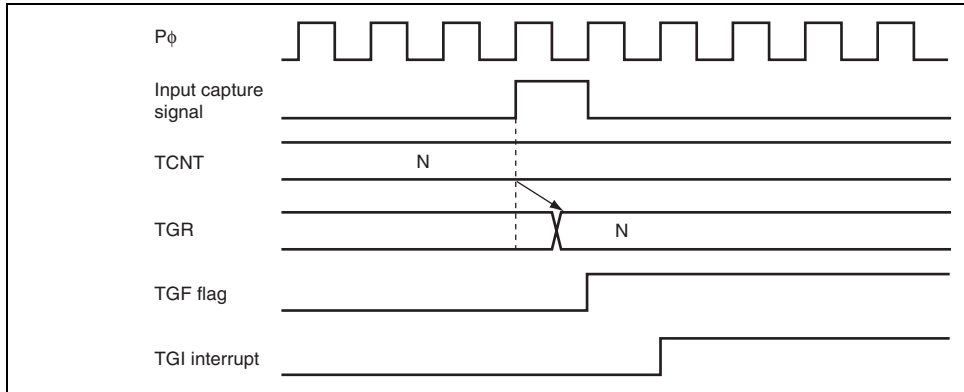 Pϕ
Input capture
signal
TCNT
N
TGR
N
TGF flag
TGI interrupt